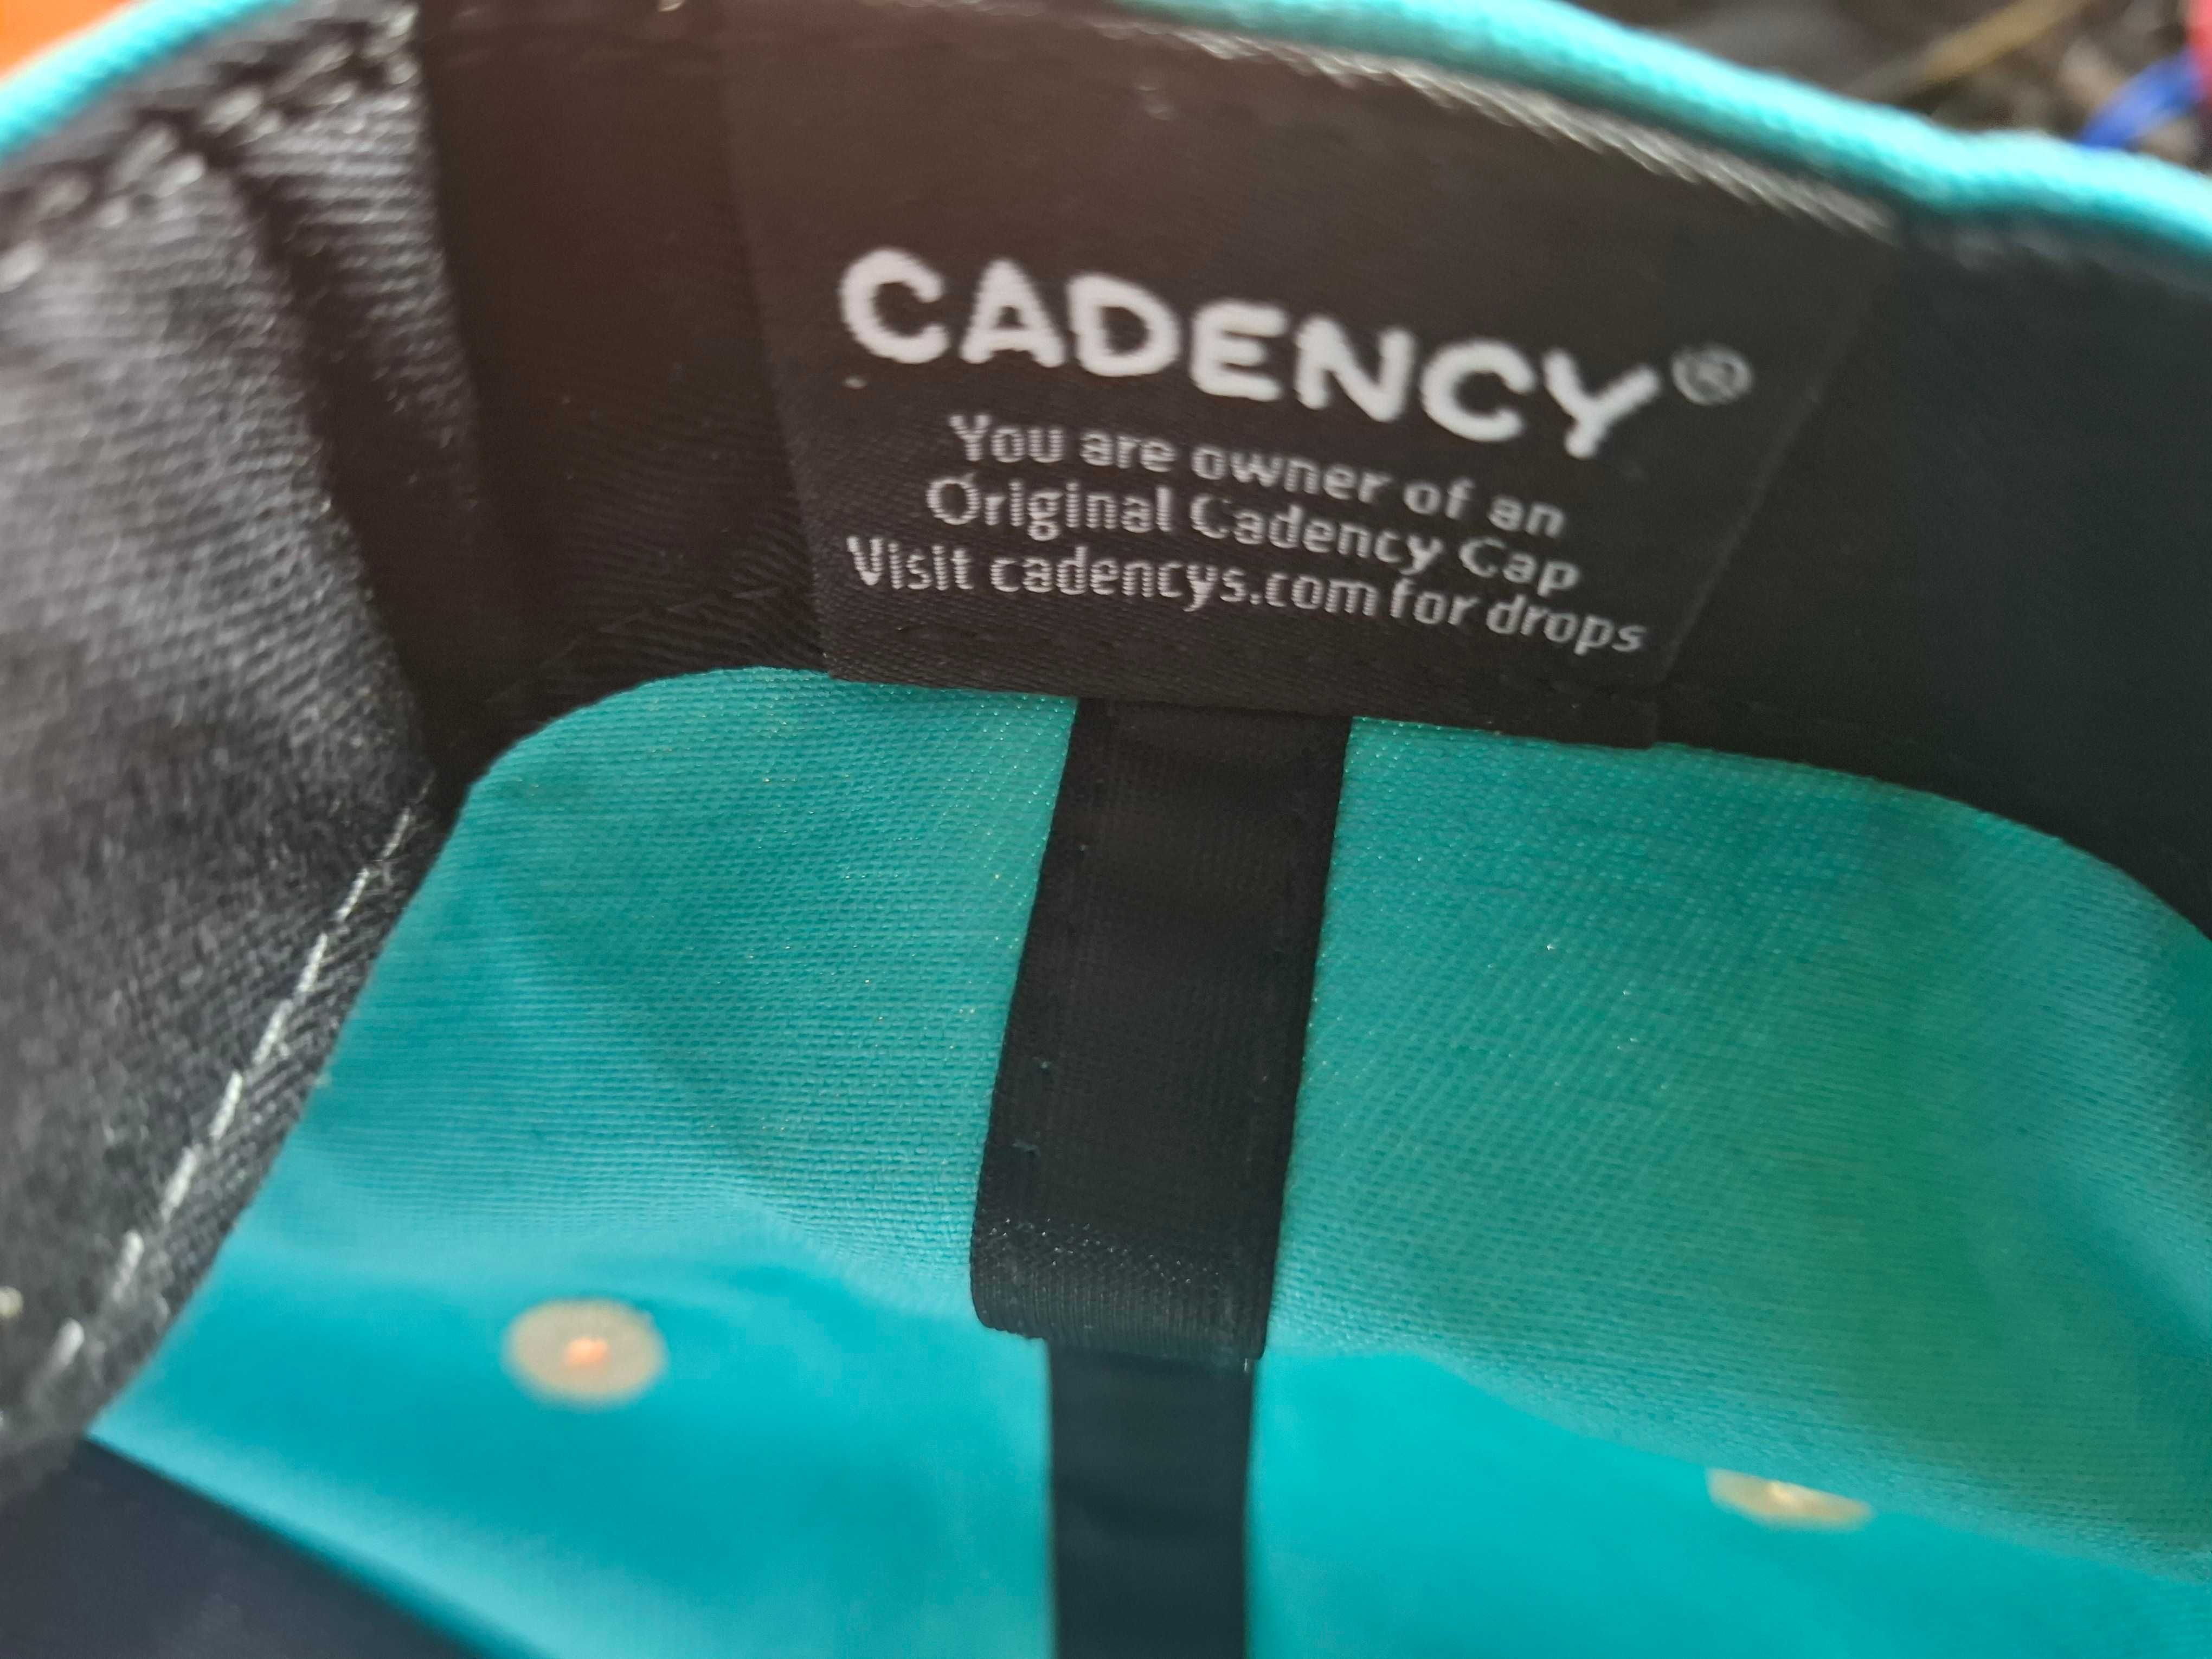 CADENCY®
You are owner of an
Original Cadency Cap
Visit cadencys.com for drops